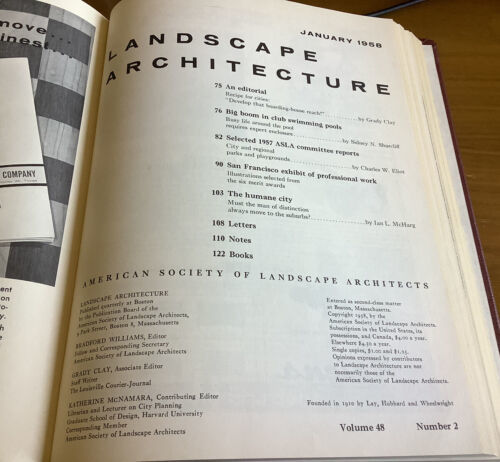 move...
iness...
COMPANY
JANUARY 1958
LANDSCAPE
ARCHITECTURE
75 An editorial
Recipe for cities:
"Develop that boarding-house reach!" by Grady Clay
76 Big boom in club swimming pools
Busy life around the pool
requires expert enclosures by Sidney N. Shurcliff
82 Selected 1957 ASLA committee reports
City and regional
parks and playgrounds by Charles W. Eliot
90 San Francisco exhibit of professional work
Illustrations selected from
the six merit awards
103 The humane city
Must the man of distinction
always move to the suburbs? by Ian L. McHarg
108 Letters
110 Notes
122 Books
AMERICAN SOCIETY OF LANDSCAPE ARCHITECTS
LANDSCAPE ARCHITECTURE
Published quarterly at Boston
by the Publication Board of the
American Society of Landscape Architects,
9 Park Street, Boston 8, Massachusetts
BRADFORD WILLIAMS, Editor
Fellow and Corresponding Secretary
American Society of Landscape Architects
GRADY CLAY, Associate Editor
Staff Writer
The Louisville Courier-Journal
KATHERINE McNAMARA, Contributing Editor
Librarian and Lecturer on City Planning
Graduate School of Design, Harvard University
Corresponding Member
American Society of Landscape Architects
Entered as second-class matter
at Boston, Massachusetts.
Copyright 1958, by the
American Society of Landscape Architects.
Subscription in the United States, its
possessions, and Canada, $4.00 a year.
Elsewhere $4.50 a year.
Single copies, $1.00 and $1.25.
Opinions expressed by contributors
to Landscape Architecture are not
necessarily those of the
American Society of Landscape Architects.
Founded in 1910 by Lay, Hubbard and Wheelwright
Volume 48 Number 2